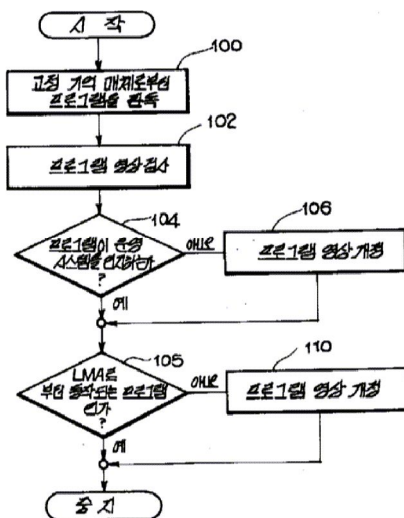 시 작
100
고정 기억 매체로부터
프로그램을 판독
102
프로그램 영상 검사
104
프로그램이 운영
시스템을 인지하는가
?
아니오
106
프로그램 영상 개정
예
105
LMA로
부터 동작되는 프로그램
인가
?
아니오
110
프로그램 영상 개정
예
중 지